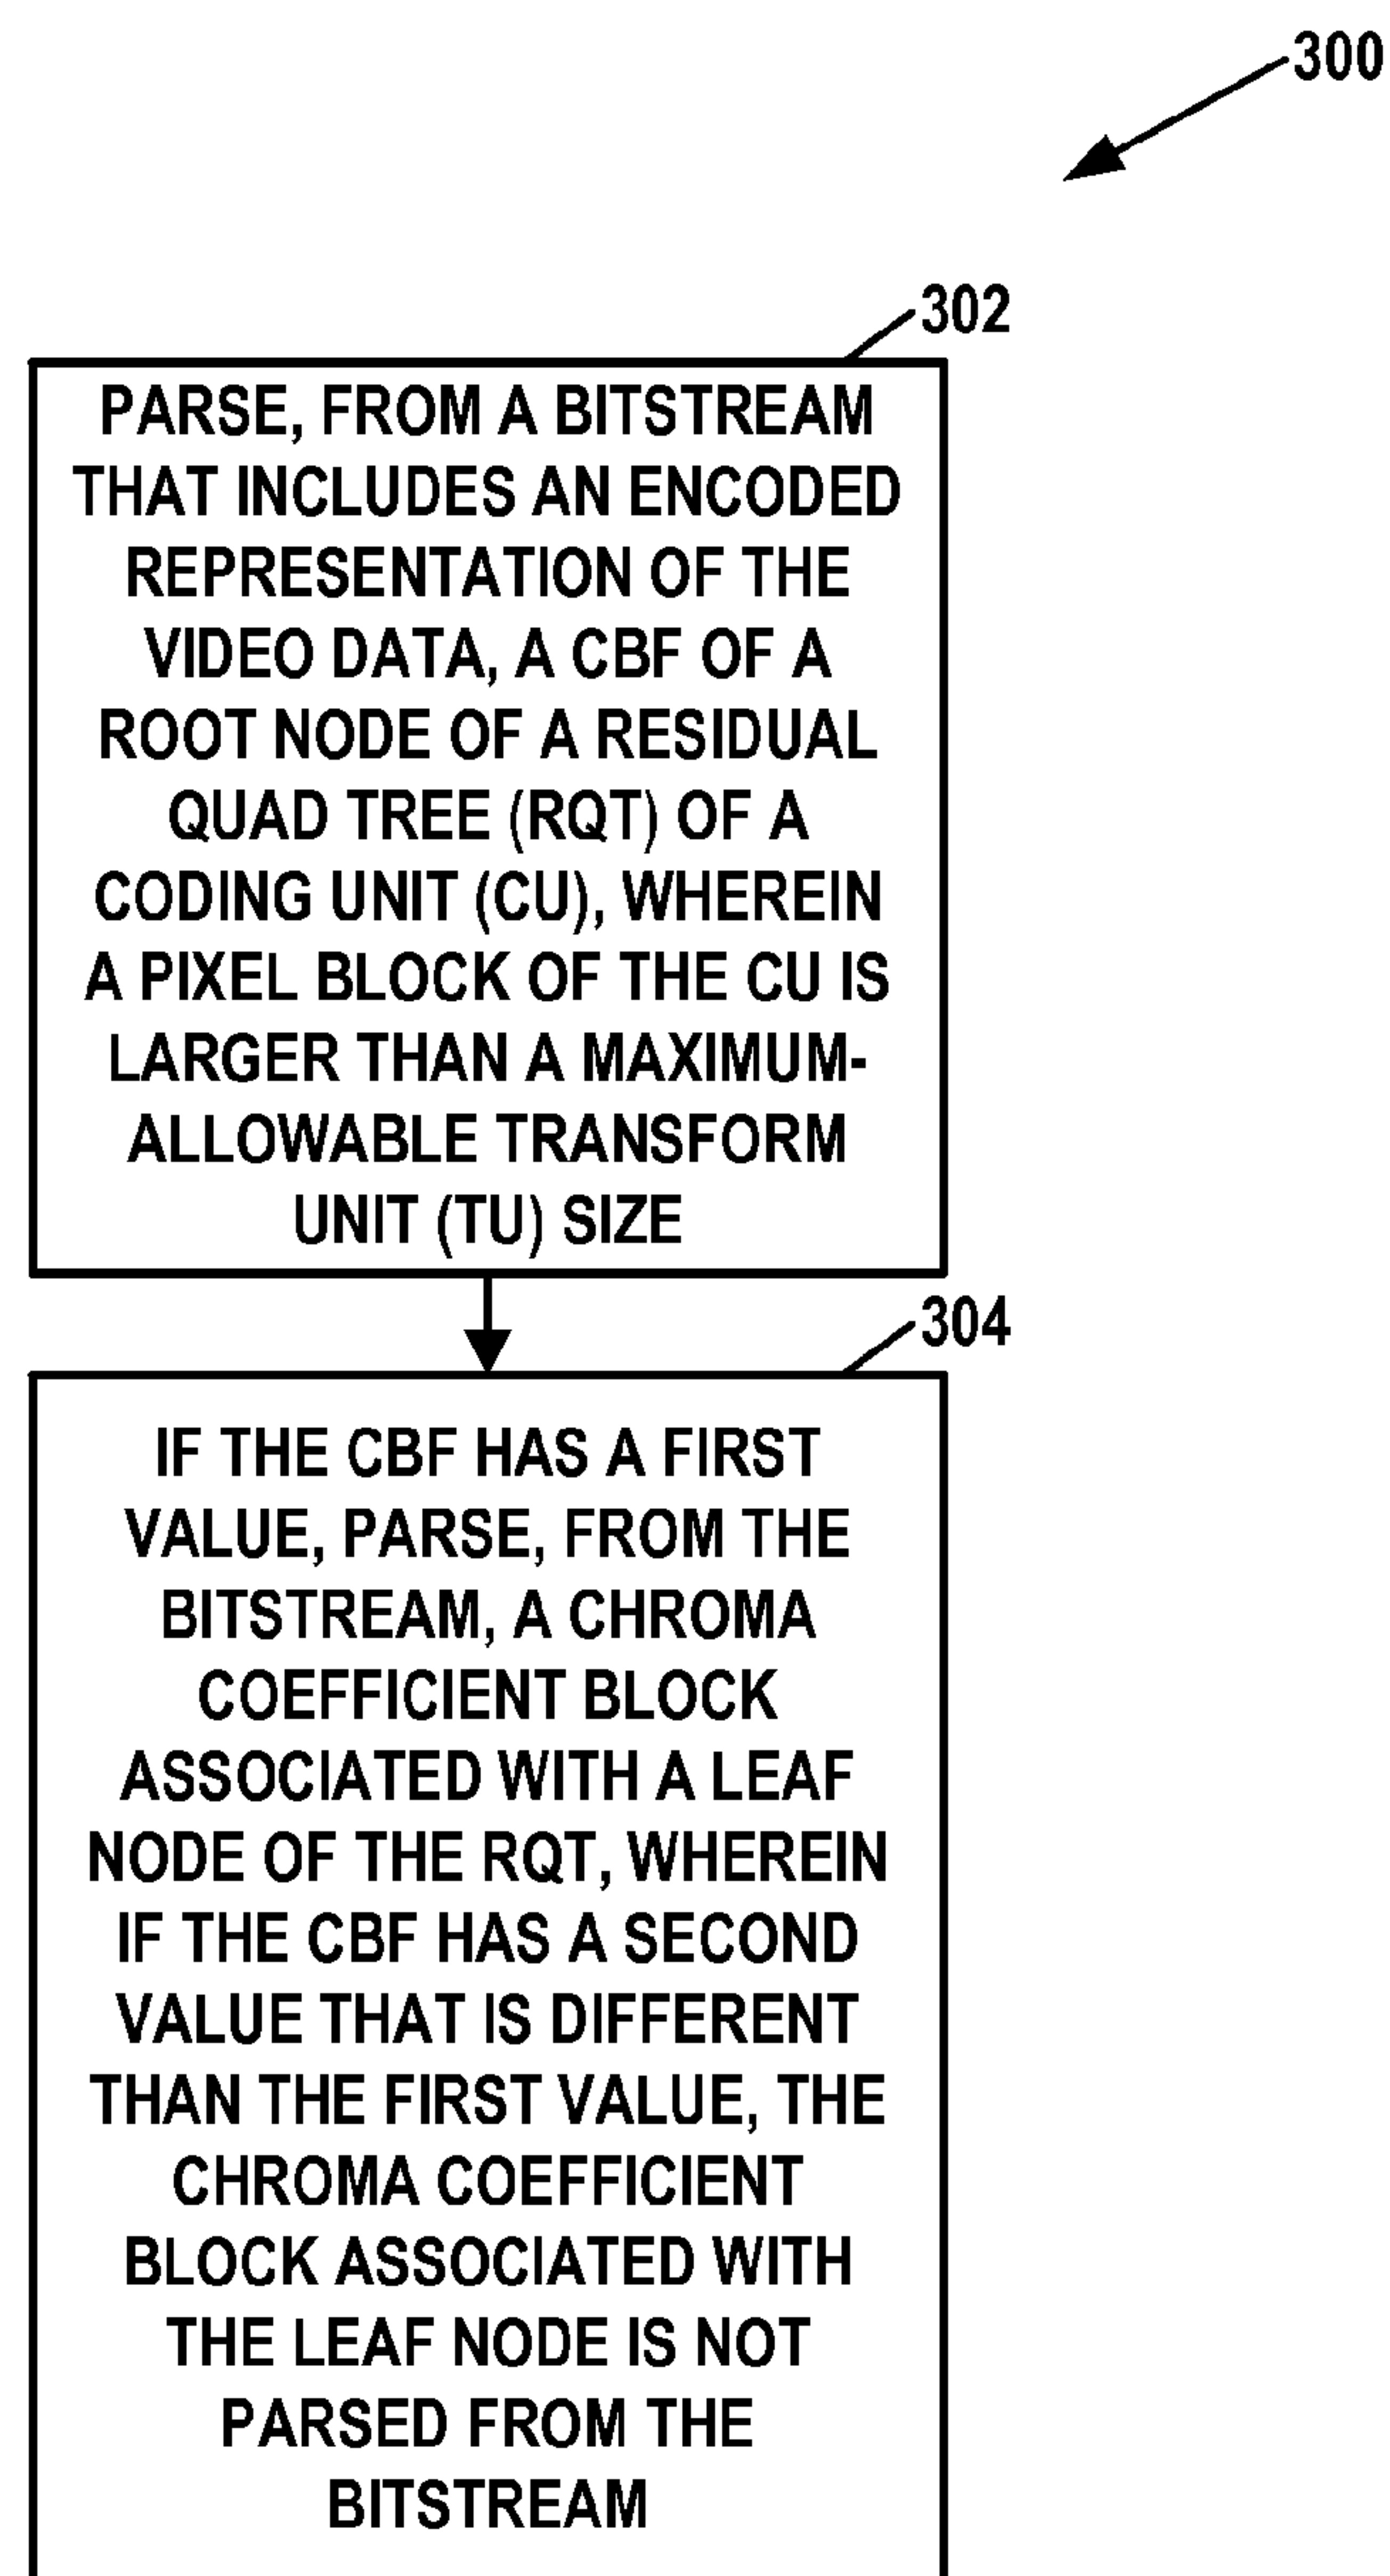 300
302
PARSE, FROM A BITSTREAM
THAT INCLUDES AN ENCODED
REPRESENTATION OF THE
VIDEO DATA, A CBF OF A
ROOT NODE OF A RESIDUAL
QUAD TREE (RQT) OF A
CODING UNIT (CU), WHEREIN
A PIXEL BLOCK OF THE CU IS
LARGER THAN A MAXIMUM-
ALLOWABLE TRANSFORM
UNIT (TU) SIZE
304
IF THE CBF HAS A FIRST
VALUE, PARSE, FROM THE
BITSTREAM, A CHROMA
COEFFICIENT BLOCK
ASSOCIATED WITH A LEAF
NODE OF THE RQT, WHEREIN
IF THE CBF HAS A SECOND
VALUE THAT IS DIFFERENT
THAN THE FIRST VALUE, THE
CHROMA COEFFICIENT
BLOCK ASSOCIATED WITH
THE LEAF NODE IS NOT
PARSED FROM THE
BITSTREAM